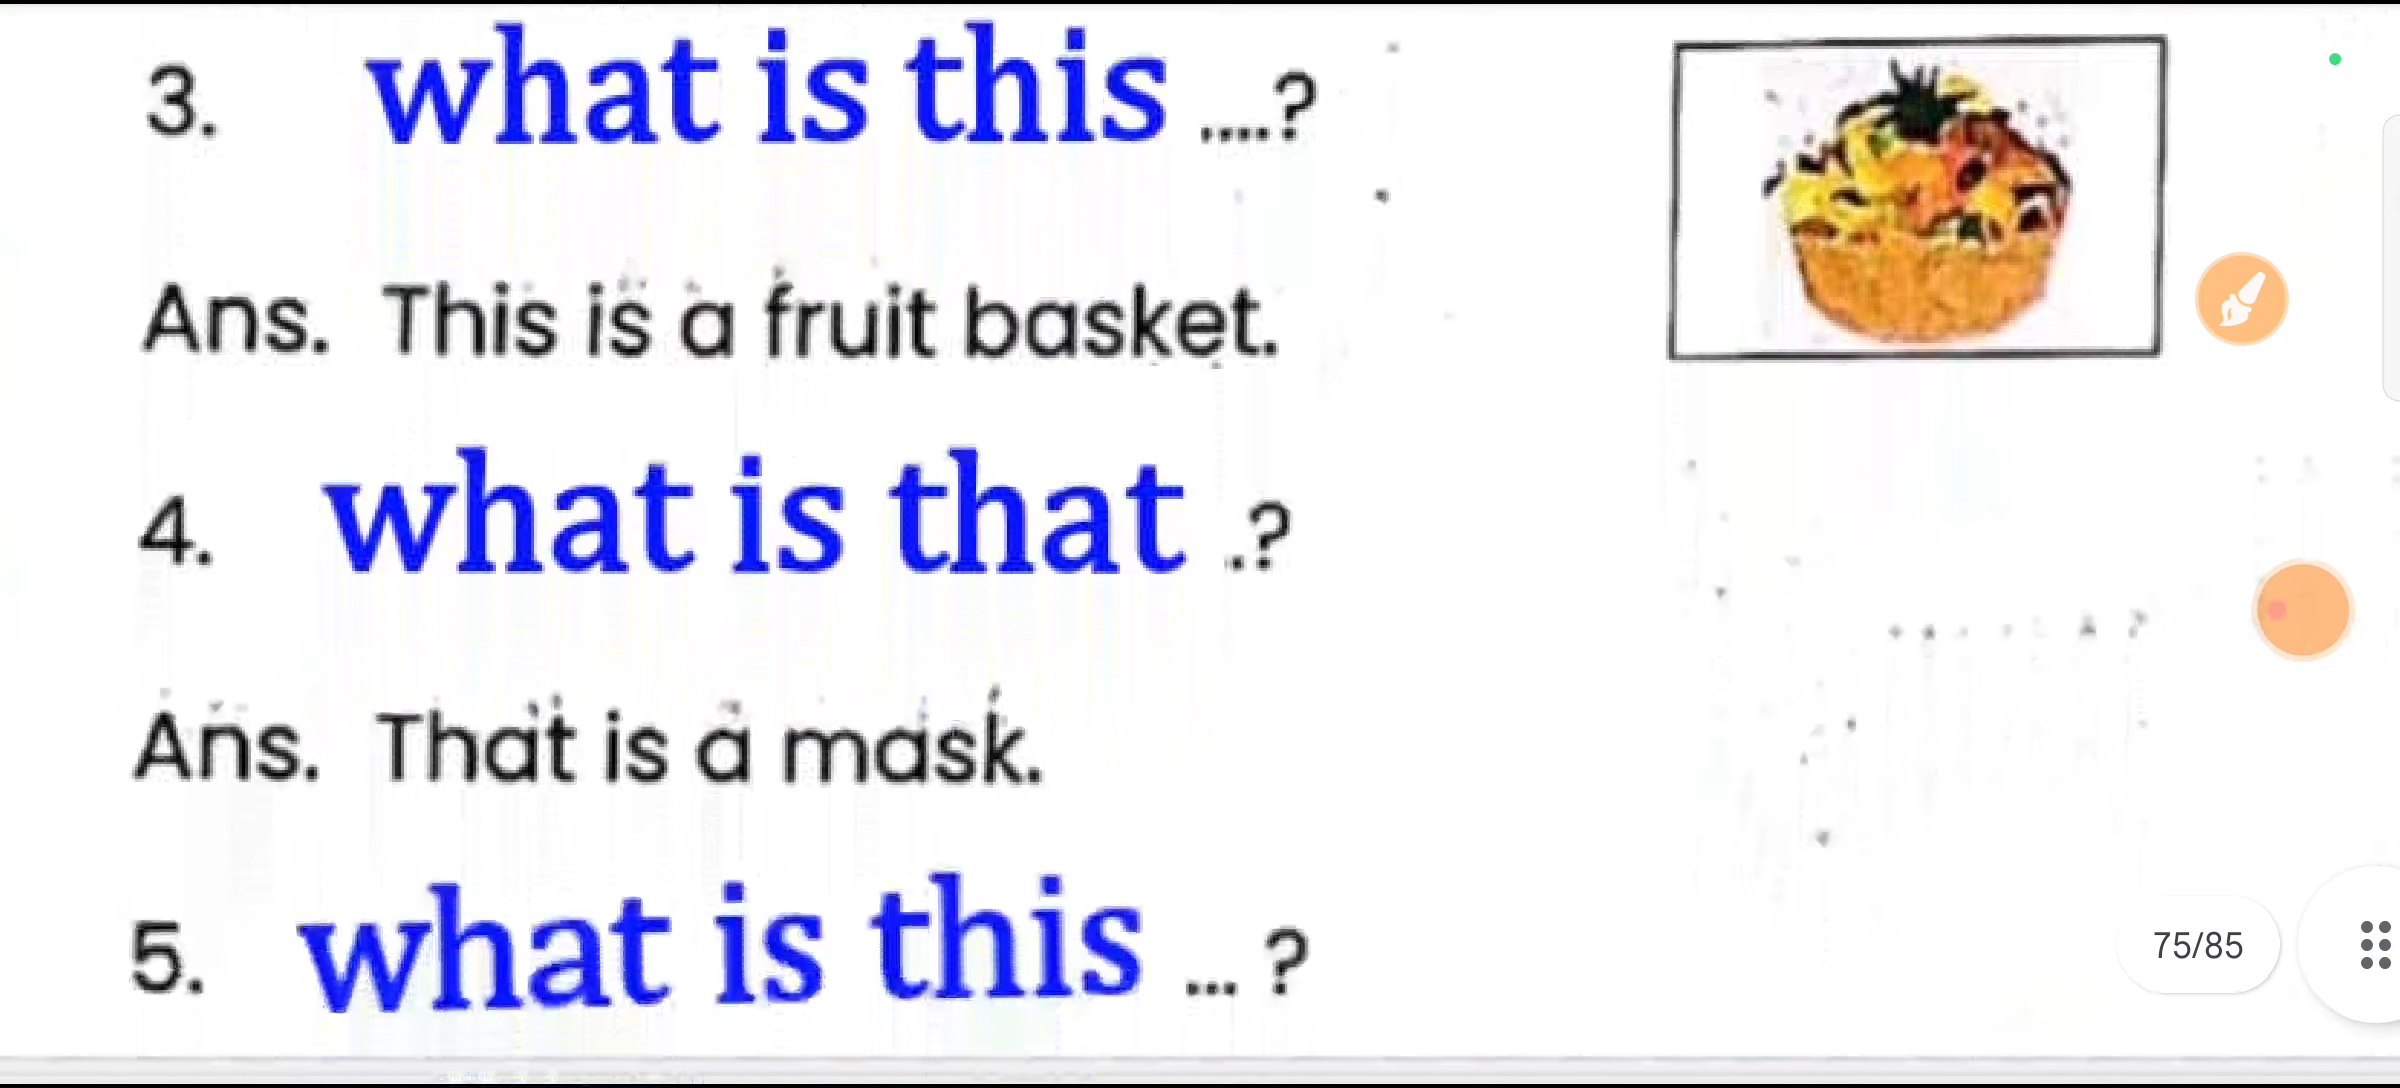 3. what is this ....?
Ans. This is a fruit basket.
4. what is that .?
Ans. That is a mask.
5. what is this ... ?
75/85